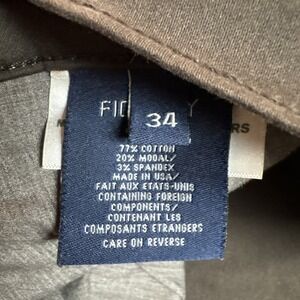 34
77% COTTON
20% MODAL/
3% SPANDEX
MADE IN USA/
FAIT AUX ETATS-UNIS
CONTAINING FOREIGN
COMPONENTS/
CONTENANT LES
COMPOSANTS ETRANGERS
CARE ON REVERSE